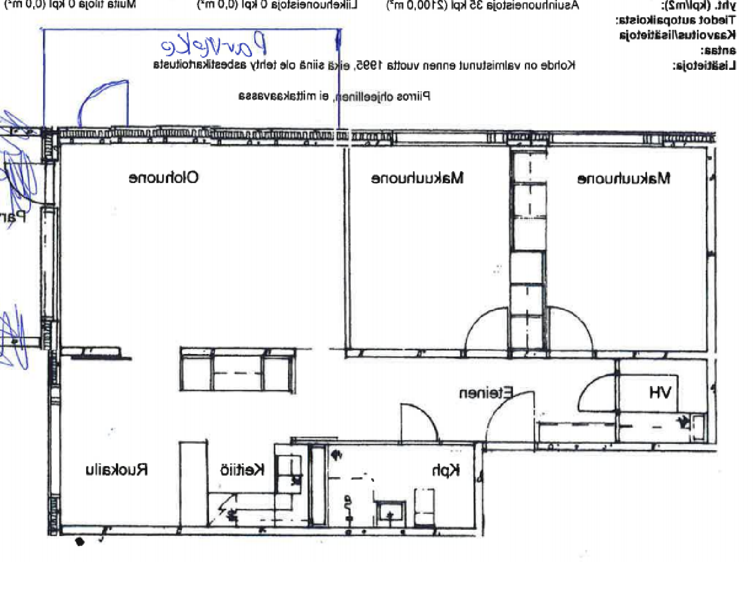 yht. (kpl/m2): Asuinhuoneistoja 35 kpl (2100,0 m²) Liikehuoneistoja 0 kpl (0,0 m²) Muita tiloja 0 kpl (0,0 m²)
Tiedot autopaikoista:
Kaavoitus/lisätietoja
antaa:
Lisätietoja: Kohde on valmistunut ennen vuotta 1995, eikä siinä ole tehty asbestikartoitusta
Piirros ohjeellinen, ei mittakaavassa
Parveke
Makuuhuone Makuuhuone Olohuone
Par
VH Eteinen
Kph Keittiö Ruokailu